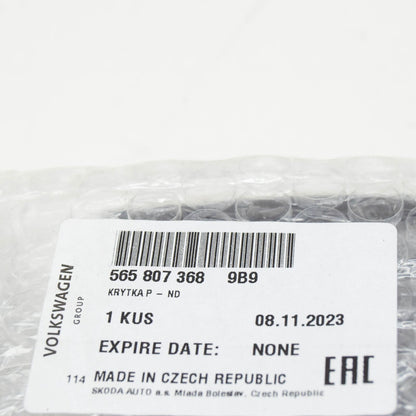 565 807 368 9B9
KRYTKA P - ND
1 KUS 08.11.2023
EXPIRE DATE: NONE
114 MADE IN CZECH REPUBLIC
SKODA AUTO a.s. Mlada Boleslav, Czech Republic
VOLKSWAGEN
GROUP
EAC